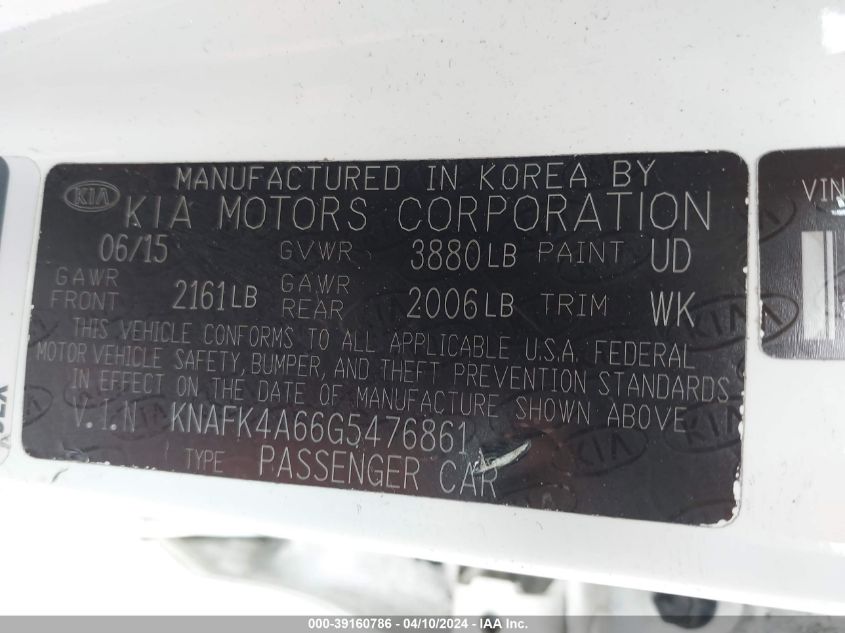 MANUFACTURED IN KOREA BY
KIA
KIA MOTORS CORPORATION
06/15 GVWR 3880LB PAINT UD
GAWR FRONT 2161LB GAWR REAR 2006LB TRIM WK
THIS VEHICLE CONFORMS TO ALL APPLICABLE U.S.A. FEDERAL
MOTOR VEHICLE SAFETY, BUMPER, AND THEFT PREVENTION STANDARDS
IN EFFECT ON THE DATE OF MANUFACTURE SHOWN ABOVE.
V.I.N KNAFK4A66G5476861
TYPE PASSENGER CAR
VIN
000-39160786 - 04/10/2024 - IAA Inc.